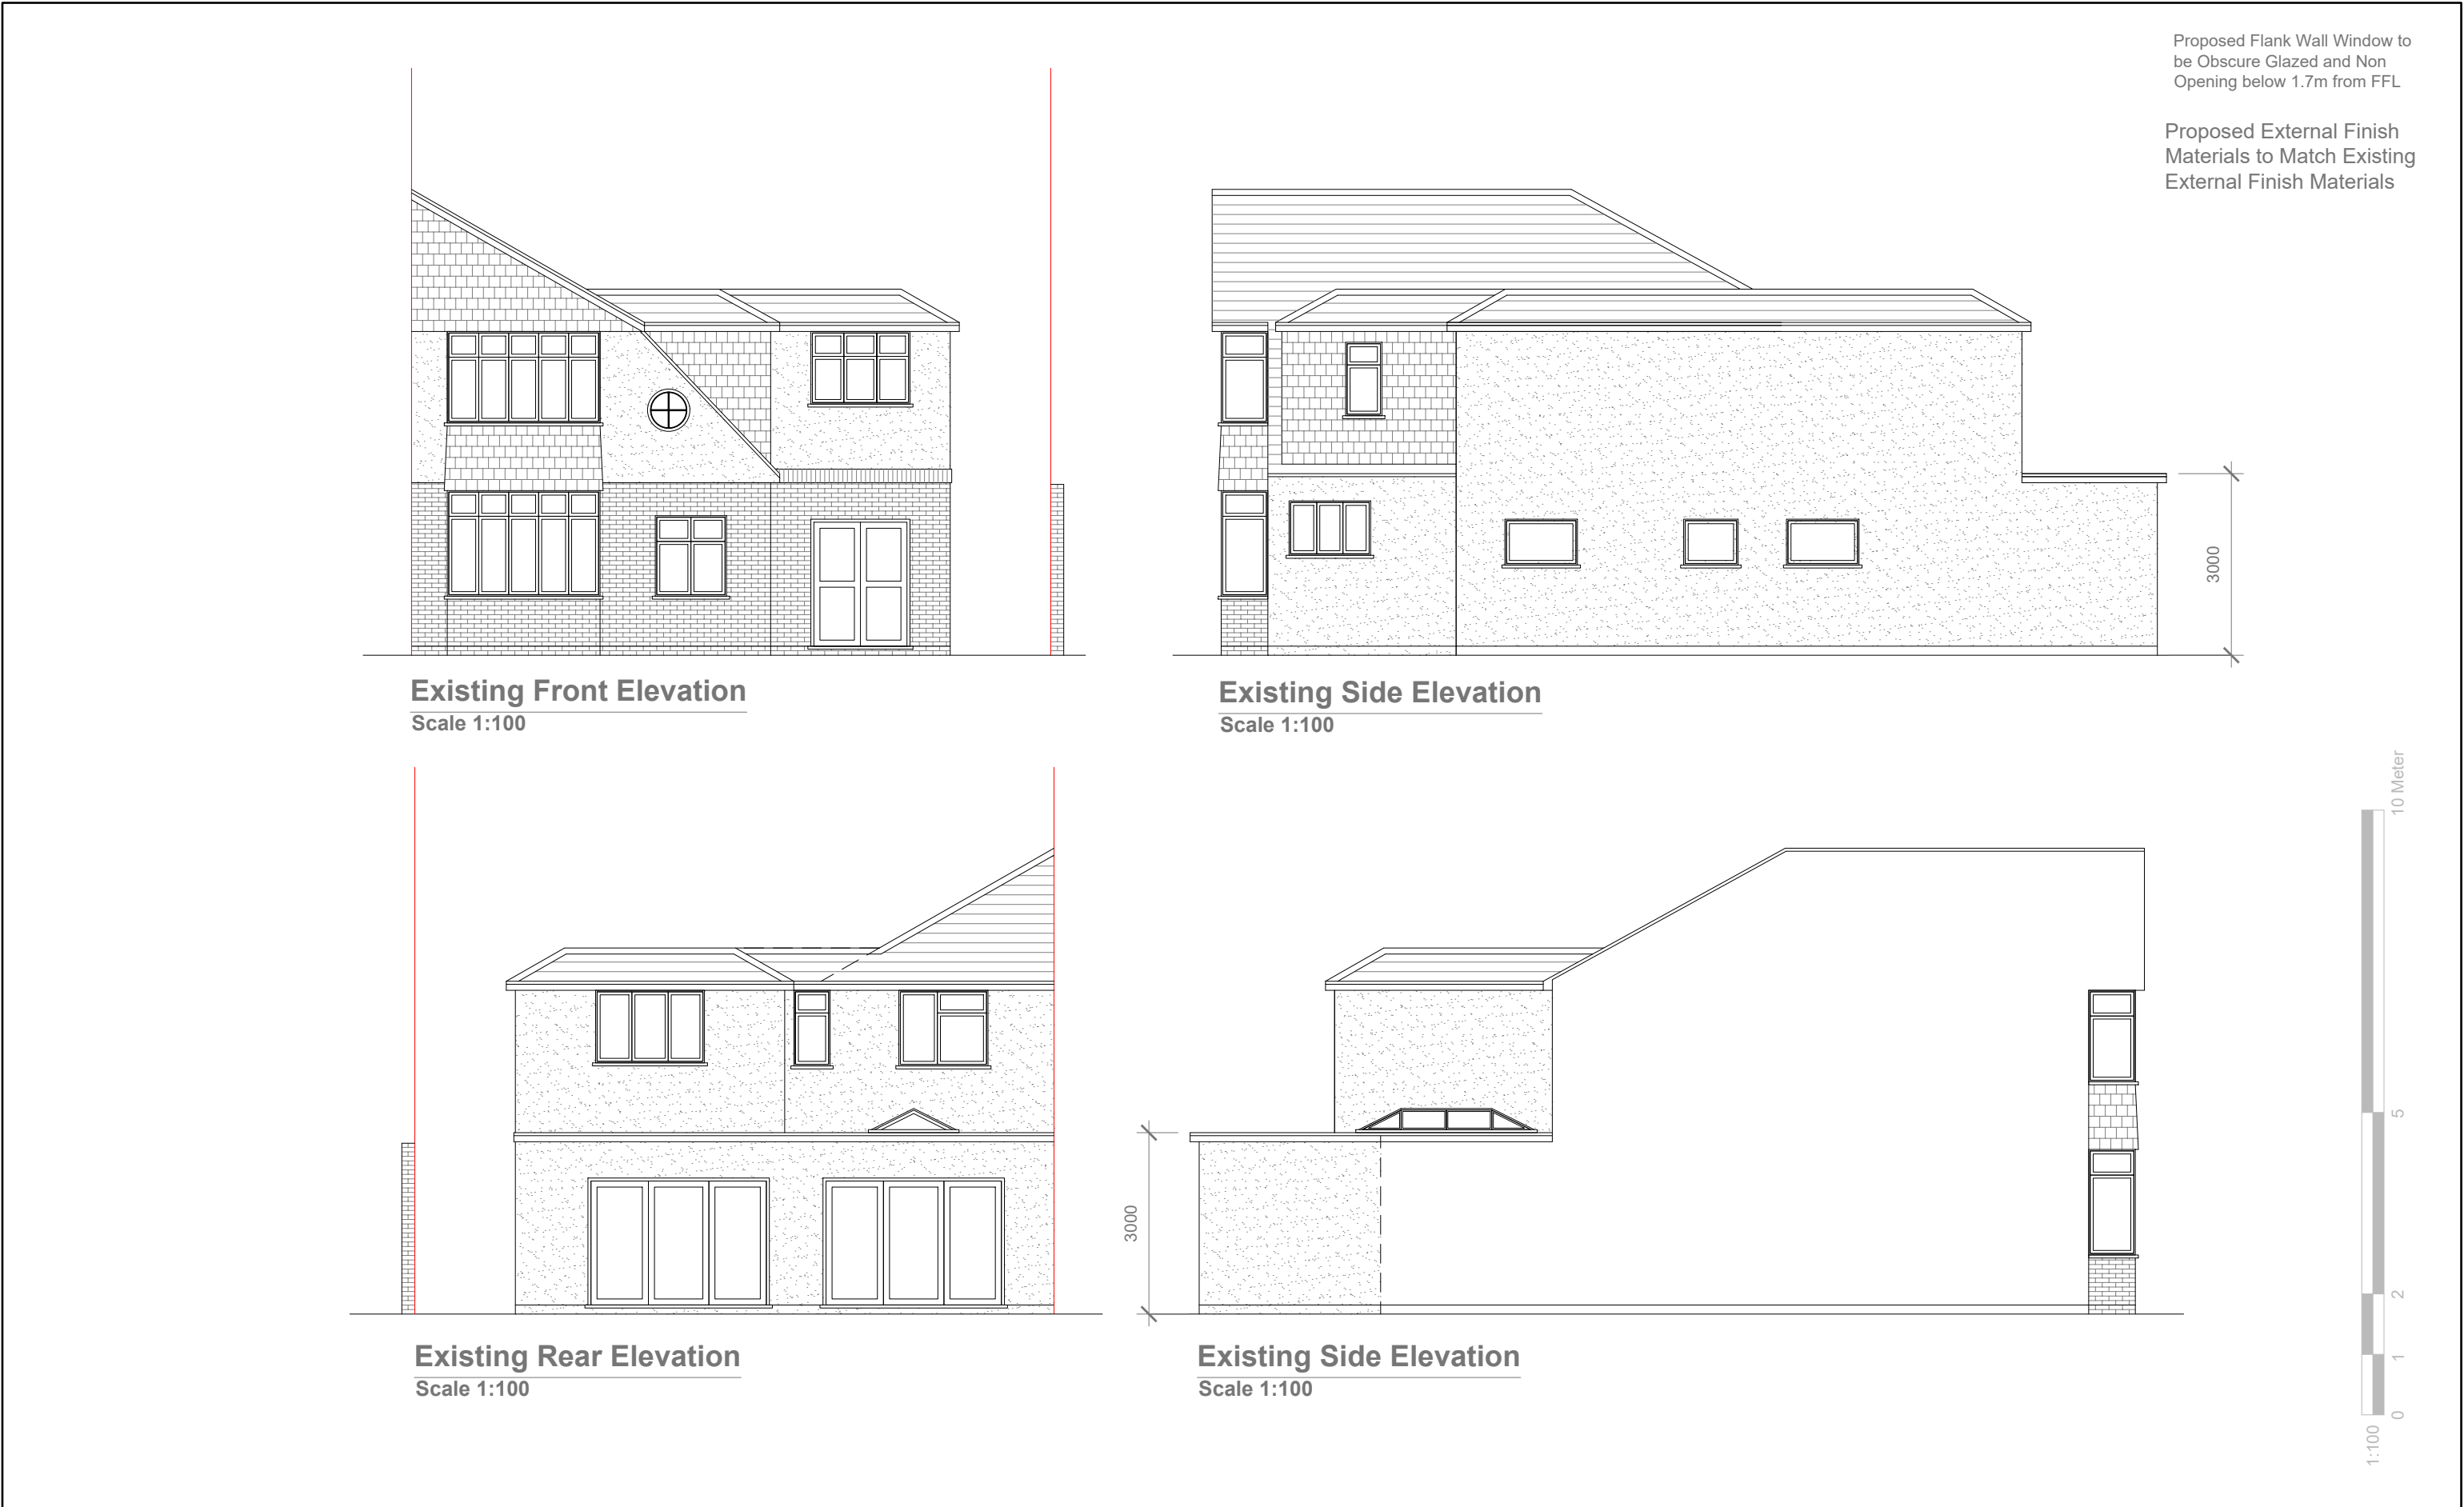 Proposed Flank Wall Window to
be Obscure Glazed and Non
Opening below 1.7m from FFL
Proposed External Finish
Materials to Match Existing
External Finish Materials
3000
Existing Front Elevation
Scale 1:100
Existing Side Elevation
Scale 1:100
3000
Existing Rear Elevation
Scale 1:100
Existing Side Elevation
Scale 1:100
10 Meter
5
2
1
0
1:100